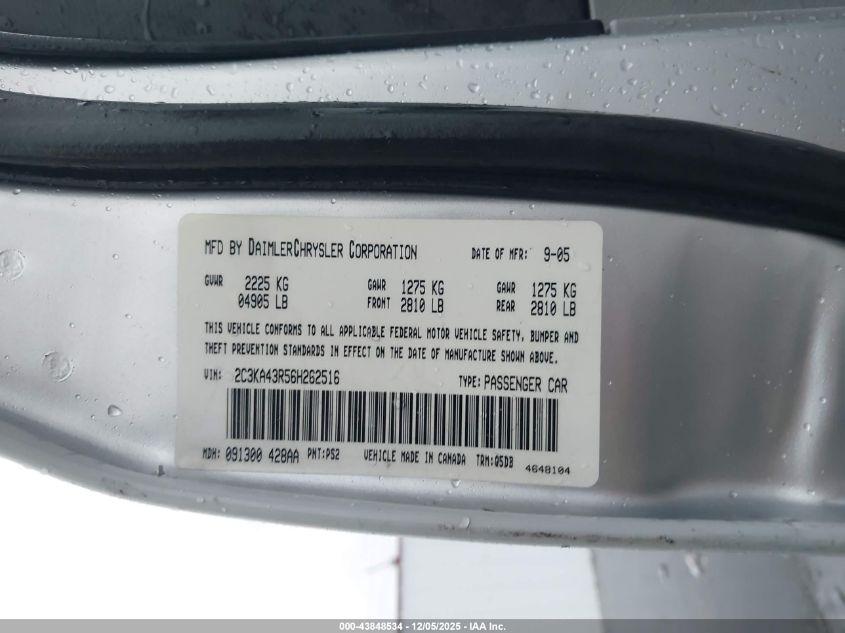 MFD BY DAIMLERCHRYSLER CORPORATION DATE OF MFR: 9-05
GVWR 2225 KG GAWR 1275 KG GAWR 1275 KG
04905 LB FRONT 2810 LB REAR 2810 LB
THIS VEHICLE CONFORMS TO ALL APPLICABLE FEDERAL MOTOR VEHICLE SAFETY, BUMPER AND
THEFT PREVENTION STANDARDS IN EFFECT ON THE DATE OF MANUFACTURE SHOWN ABOVE.
VIN: 2C3KA43R56H262516 TYPE: PASSENGER CAR
MDH: 091300 428AA PNT:PS2 VEHICLE MADE IN CANADA TRM:Q5DB
4648104
000-43848534 - 12/05/2025 - IAA Inc.